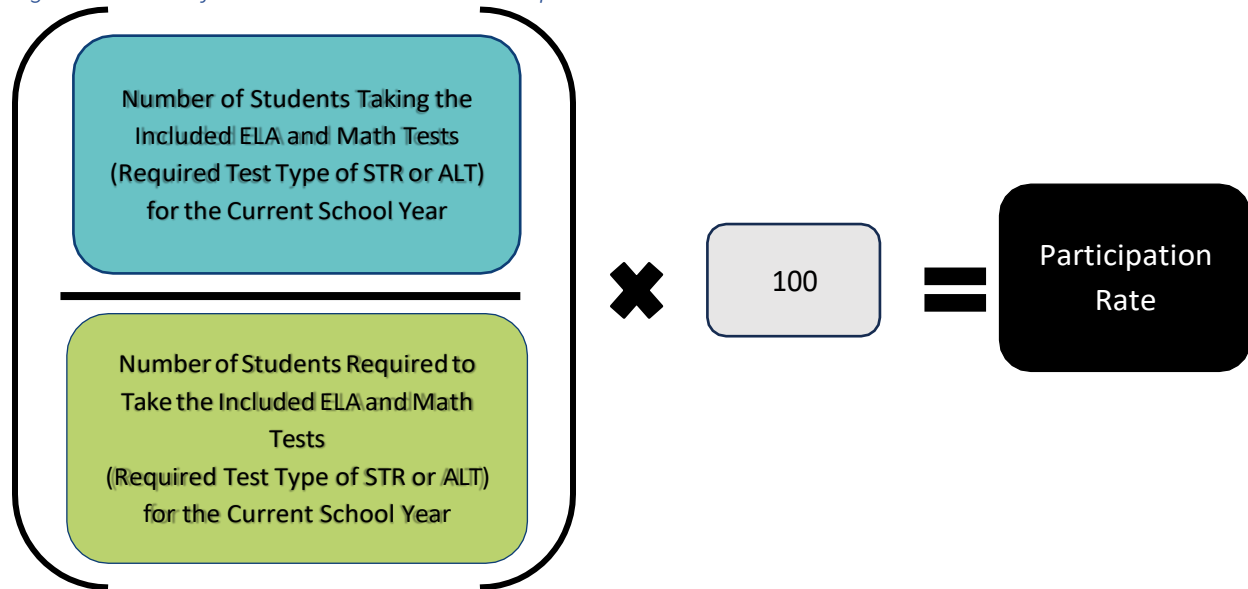 Number of Students Taking the
Included ELA and Math Tests
(Required Test Type of STR or ALT)
for the Current School Year
Number of Students Required to
Take the Included ELA and Math
Tests
(Required Test Type of STR or ALT)
for the Current School Year
100
Participation
Rate